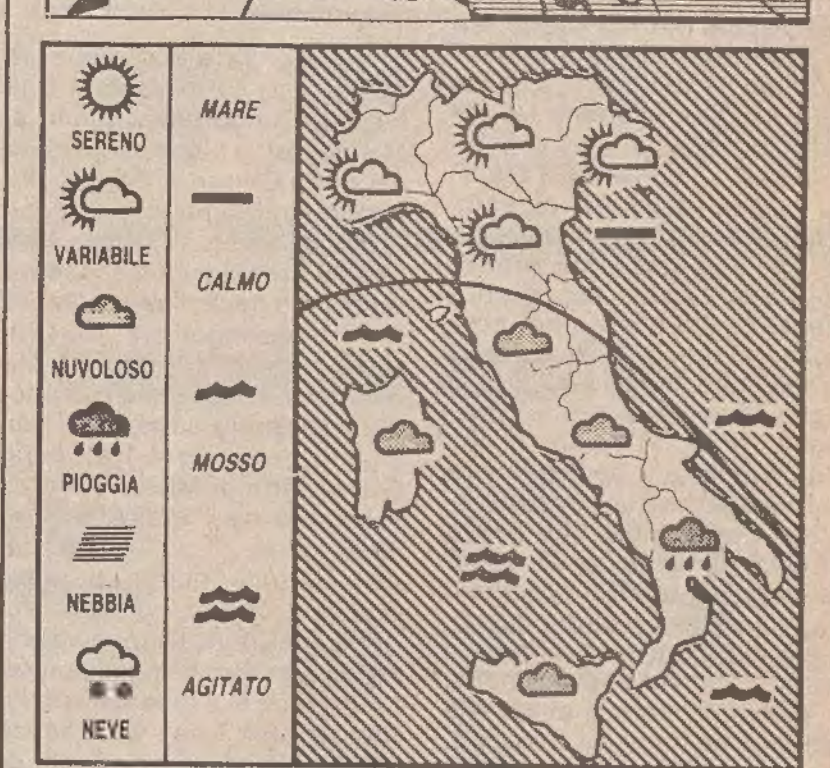 SERENO
VARIABILE
NUVOLOSO
PIOGGIA
NEBBIA
NEVE
MARE
CALMO
MOSSO
AGITATO